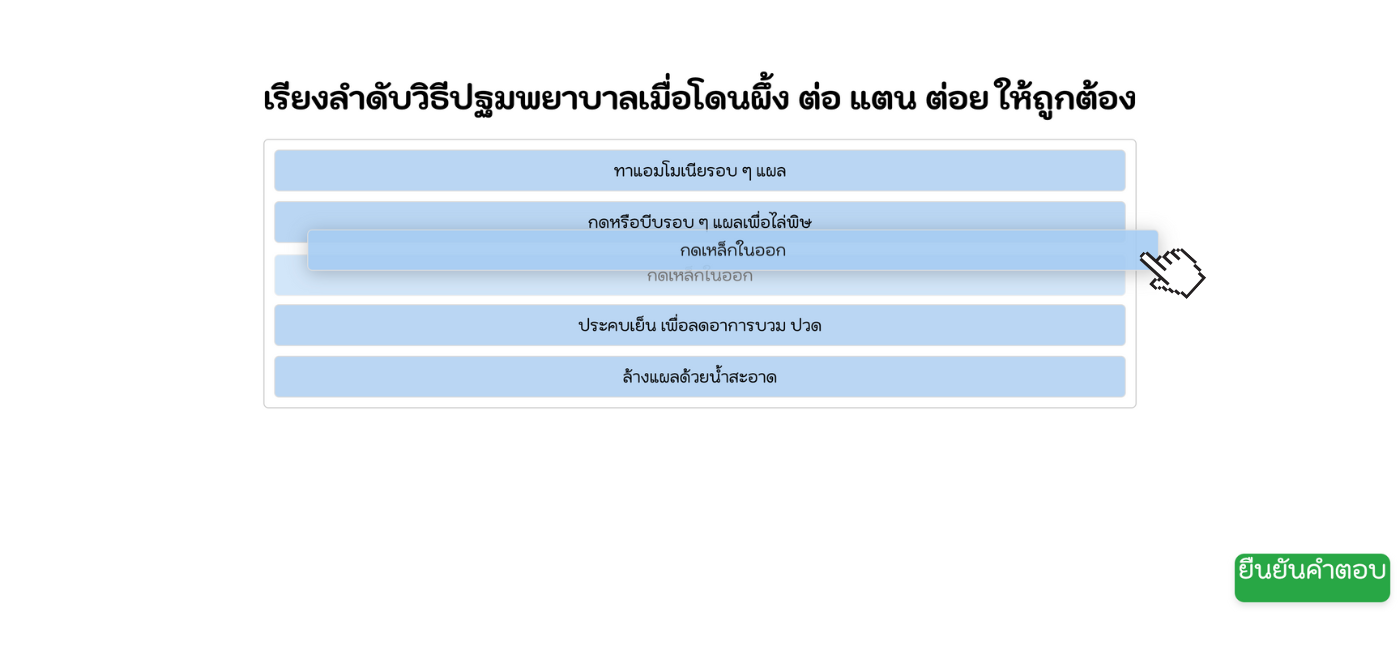 เรียงลำดับวิธีปฐมพยาบาลเมื่อโดนผึ้ง ต่อ แตน ต่อย ให้ถูกต้อง
ทาแอมโมเนียรอบ ๆ แผล
กดหรือบีบรอบ ๆ แผลเพื่อไล่พิษ
กดเหล็กในออก
กดเหล็กในออก
ประคบเย็น เพื่อลดอาการบวม ปวด
ล้างแผลด้วยน้ำสะอาด
ยืนยันคำตอบ